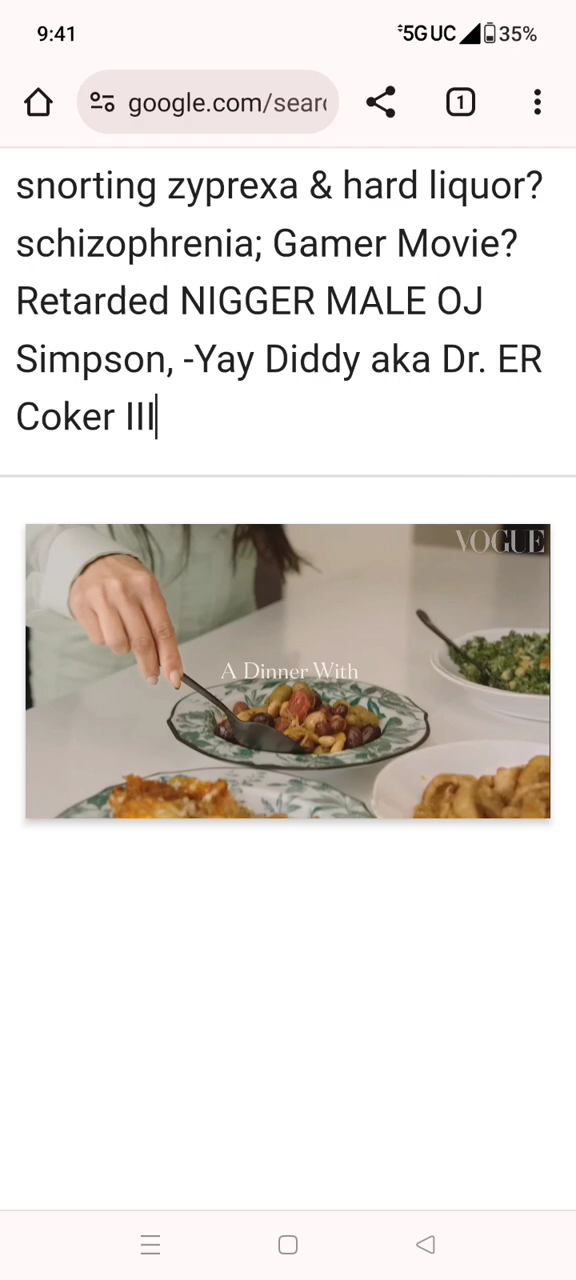 9:41
5G UC 35%
google.com/sear
1
snorting zyprexa & hard liquor?
schizophrenia; Gamer Movie?
Retarded NIGGER MALE OJ
Simpson, -Yay Diddy aka Dr. ER
Coker III
VOGUE
A Dinner With